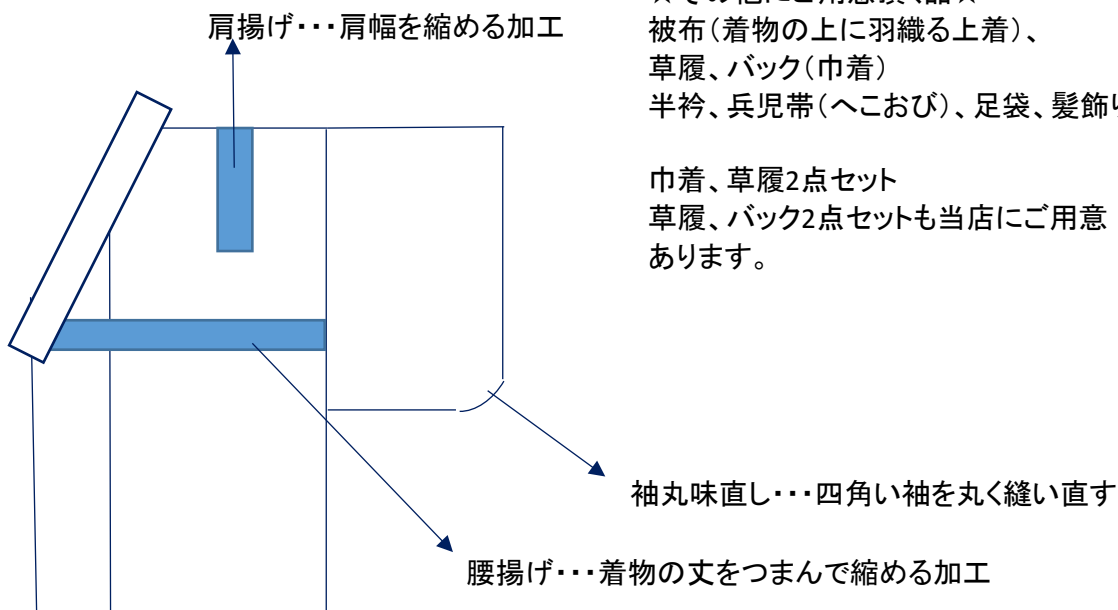 肩揚げ・・・肩幅を縮める加工
被布(着物の上に羽織る上着)、
草履、バック(巾着)
半衿、兵児帯(へこおび)、足袋、髪飾り
巾着、草履2点セット
草履、バック2点セットも当店にご用意
あります。
袖丸味直し・・・四角い袖を丸く縫い直す
腰揚げ・・・着物の丈をつまんで縮める加工